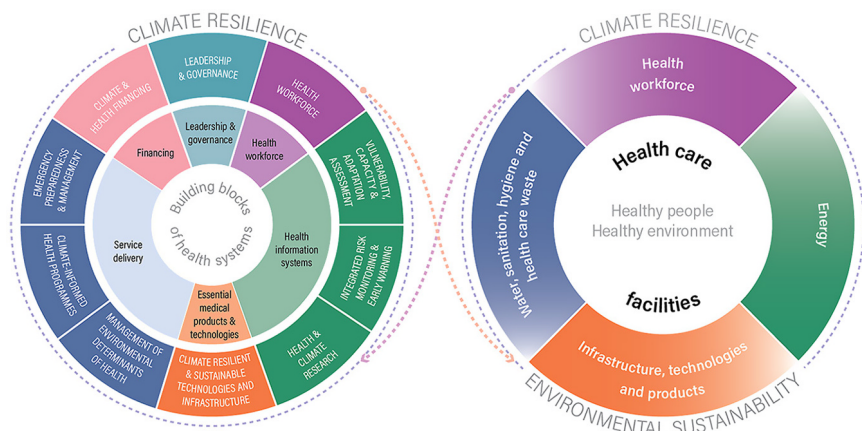 CLIMATE RESILIENCE
LEADERSHIP
& GOVERNANCE
HEALTH
WORKFORCE
VULNERABILITY,
CAPACITY &
ADAPTATION
ASSESSMENT
INTEGRATED RISK
MONITORING &
EARLY WARNING
HEALTH &
CLIMATE
RESEARCH
CLIMATE RESILIENT
& SUSTAINABLE
TECHNOLOGIES AND
INFRASTRUCTURE
MANAGEMENT OF
ENVIRONMENTAL
DETERMINANTS
OF HEALTH
CLIMATE-INFORMED
HEALTH PROGRAMMES
EMERGENCY
PREPAREDNESS
& MANAGEMENT
CLIMATE &
HEALTH FINANCING
Leadership &
governance
Health
workforce
Health
information
systems
Essential
medical
products &
technologies
Service
delivery
Financing
Building blocks
of health systems
CLIMATE RESILIENCE
Health
workforce
Energy
Infrastructure, technologies
and products
Water, sanitation, hygiene and
health care waste
Health care
Healthy people
Healthy environment
facilities
ENVIRONMENTAL SUSTAINABILITY